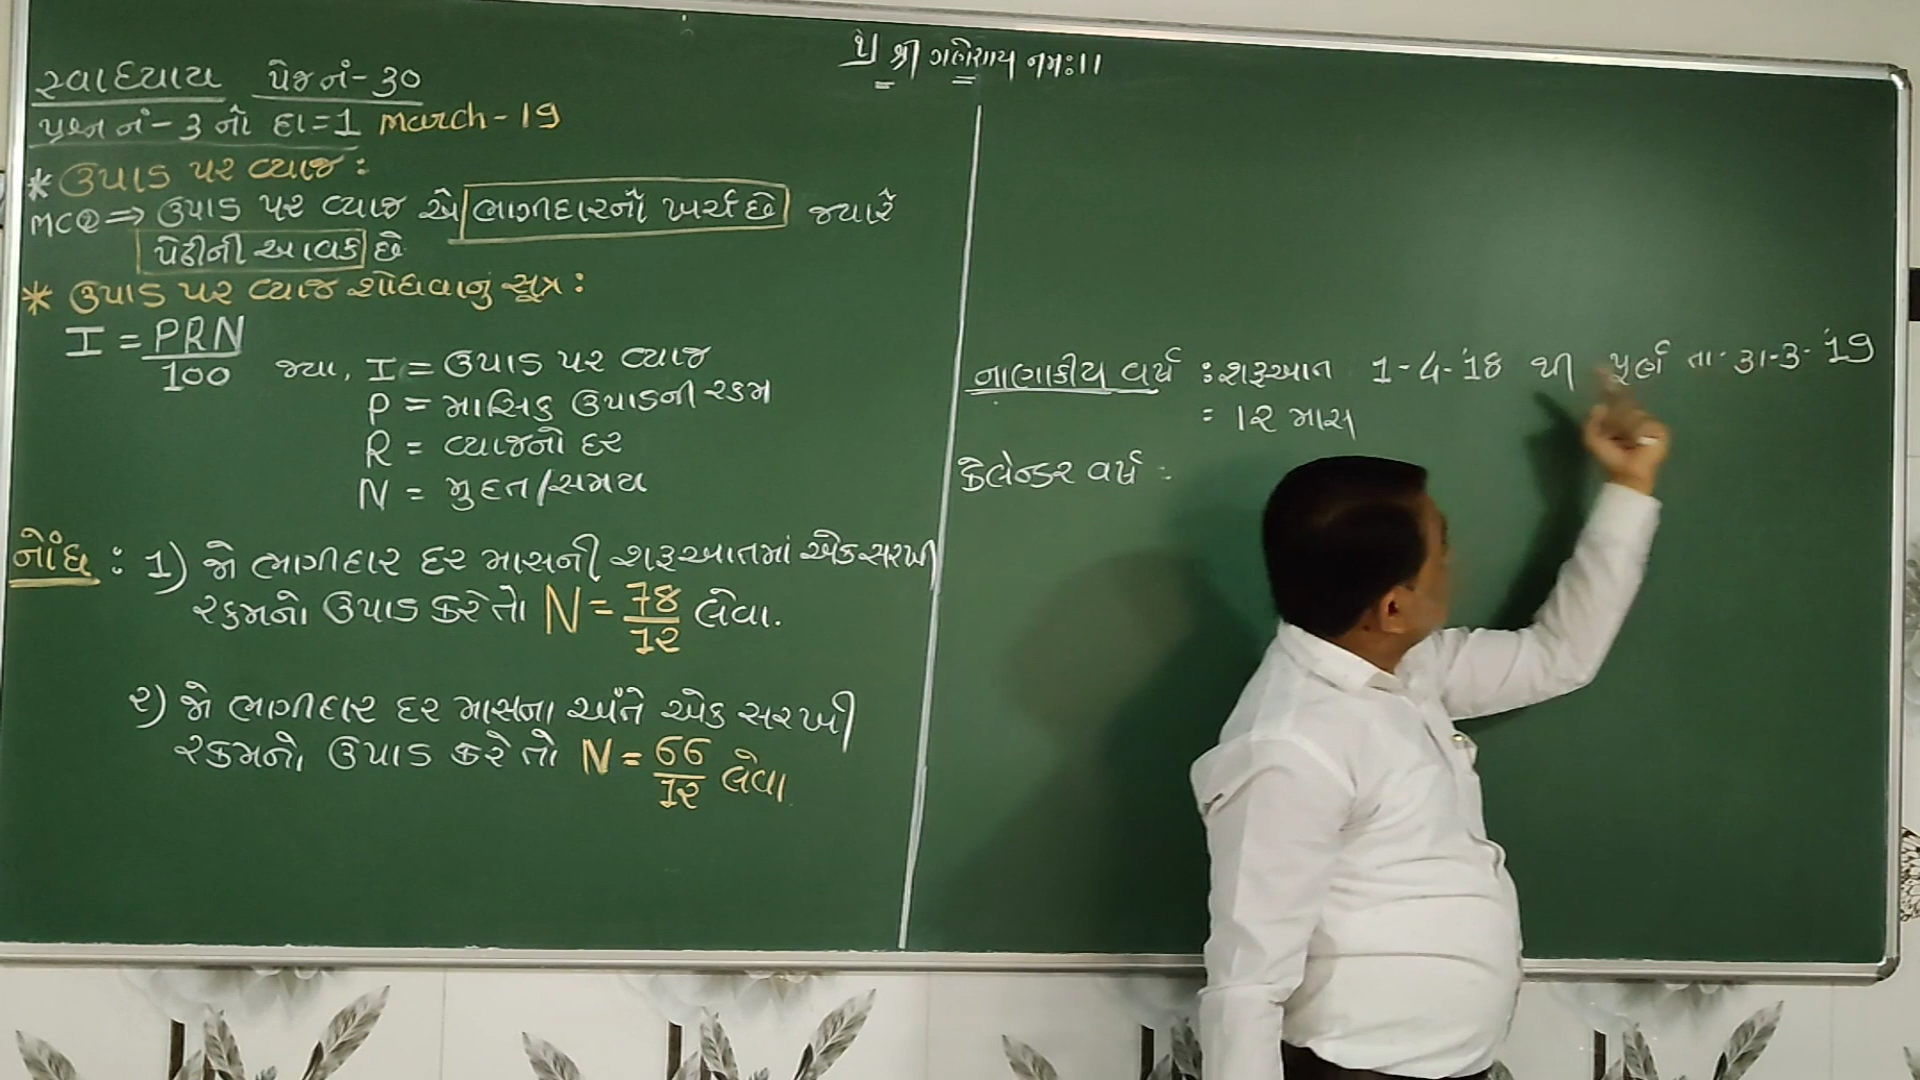 શ્રી ગણેશાય નમઃ॥
સ્વાધ્યાય પેજ નં-૩૦
પ્રશ્ન નં-૩ નો દા=1 March-19
* ઉપાડ પર વ્યાજ :
MCQ => ઉપાડ પર વ્યાજ એ ભાગીદારનો ખર્ચ છે જ્યારે
પેઢીની આવક છે
* ઉપાડ પર વ્યાજ શોધવાનું સૂત્ર :
I = PRN
100
જ્યા, I = ઉપાડ પર વ્યાજ
P = માસિક ઉપાડની રકમ
R = વ્યાજનો દર
N = મુદત/સમય
નોંધ : 1) જો ભાગીદાર દર માસની શરૂઆતમાં એકસરખી
રકમનો ઉપાડ કરે તો N = 78/12 લેવા.
૨) જો ભાગીદાર દર માસના અંતે એક સરખી
રકમનો ઉપાડ કરે તો N = 66/12 લેવા.
નાણાકીય વર્ષ : શરૂઆત 1-4-'18 થી પૂર્ણ તા. ૩૧-૩-'19
= ૧૨ માસ
કેલેન્ડર વર્ષ :